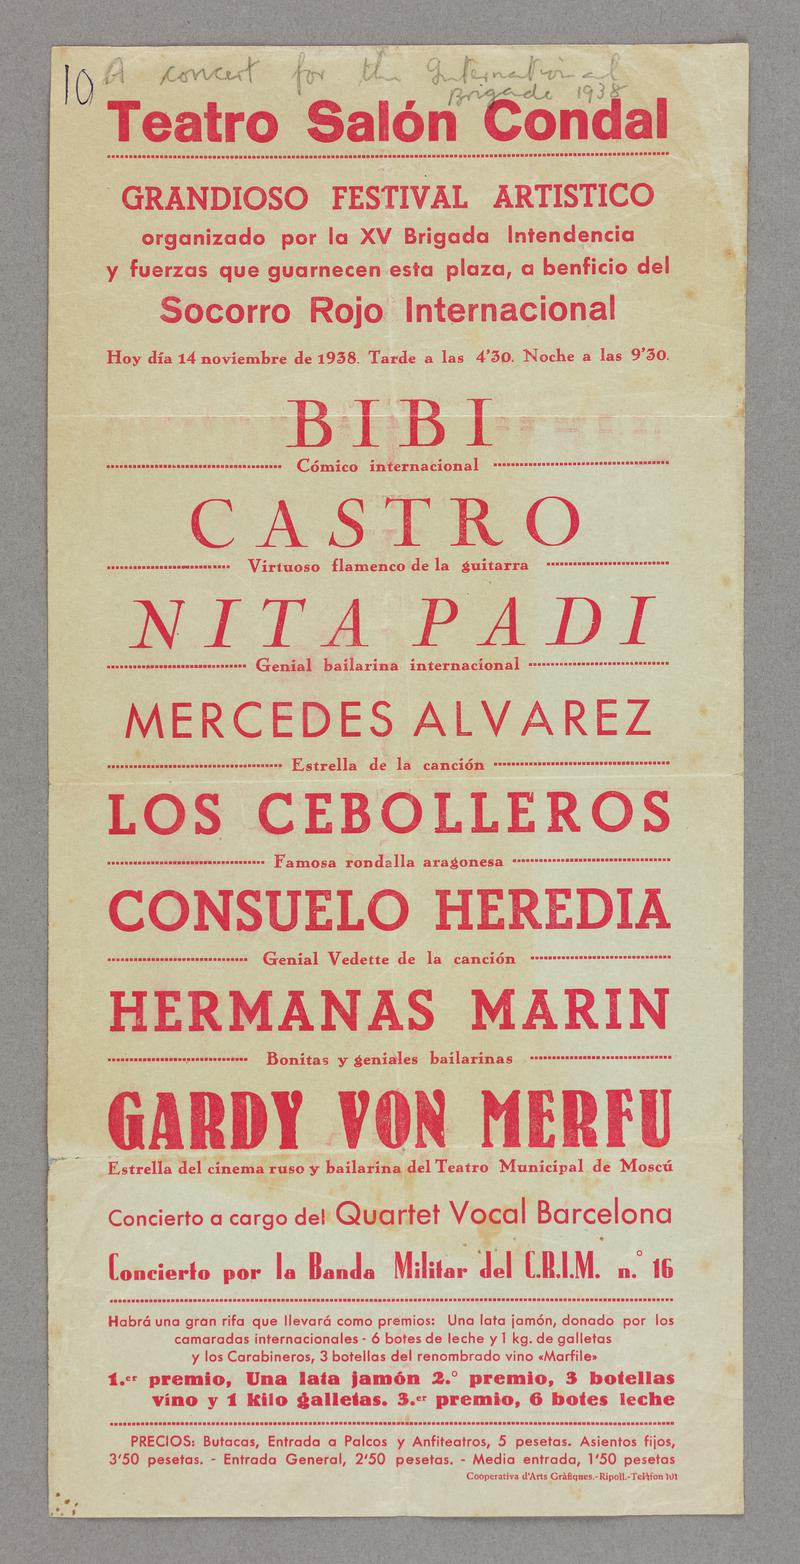 10 A concert for the International
Brigade 1938
Teatro Salón Condal
GRANDIOSO FESTIVAL ARTISTICO
organizado por la XV Brigada Intendencia
y fuerzas que guarnecen esta plaza, a benficio del
Socorro Rojo Internacional
Hoy día 14 noviembre de 1938. Tarde a las 4'30. Noche a las 9'30.
BIBI
Cómico internacional
CASTRO
Virtuoso flamenco de la guitarra
NITA PADI
Genial bailarina internacional
MERCEDES ALVAREZ
Estrella de la canción
LOS CEBOLLEROS
Famosa rondalla aragonesa
CONSUELO HEREDIA
Genial Vedette de la canción
HERMANAS MARIN
Bonitas y geniales bailarinas
GARDY VON MERFU
Estrella del cinema ruso y bailarina del Teatro Municipal de Moscú
Concierto a cargo del Quartet Vocal Barcelona
Concierto por la Banda Militar del C.R.I.M. n.° 16
Habrá una gran rifa que llevará como premios: Una lata jamón, donado por los
camaradas internacionales - 6 botes de leche y 1 kg. de galletas
y los Carabineros, 3 botellas del renombrado vino «Marfile»
1.er premio, Una lata jamón 2.° premio, 3 botellas
vino y 1 kilo galletas. 3.er premio, 6 botes leche
PRECIOS: Butacas, Entrada a Palcos y Anfiteatros, 5 pesetas. Asientos fijos,
3'50 pesetas. - Entrada General, 2'50 pesetas. - Media entrada, 1'50 pesetas
Cooperativa d'Arts Gràfiques.-Ripoll.-Telèfon 101